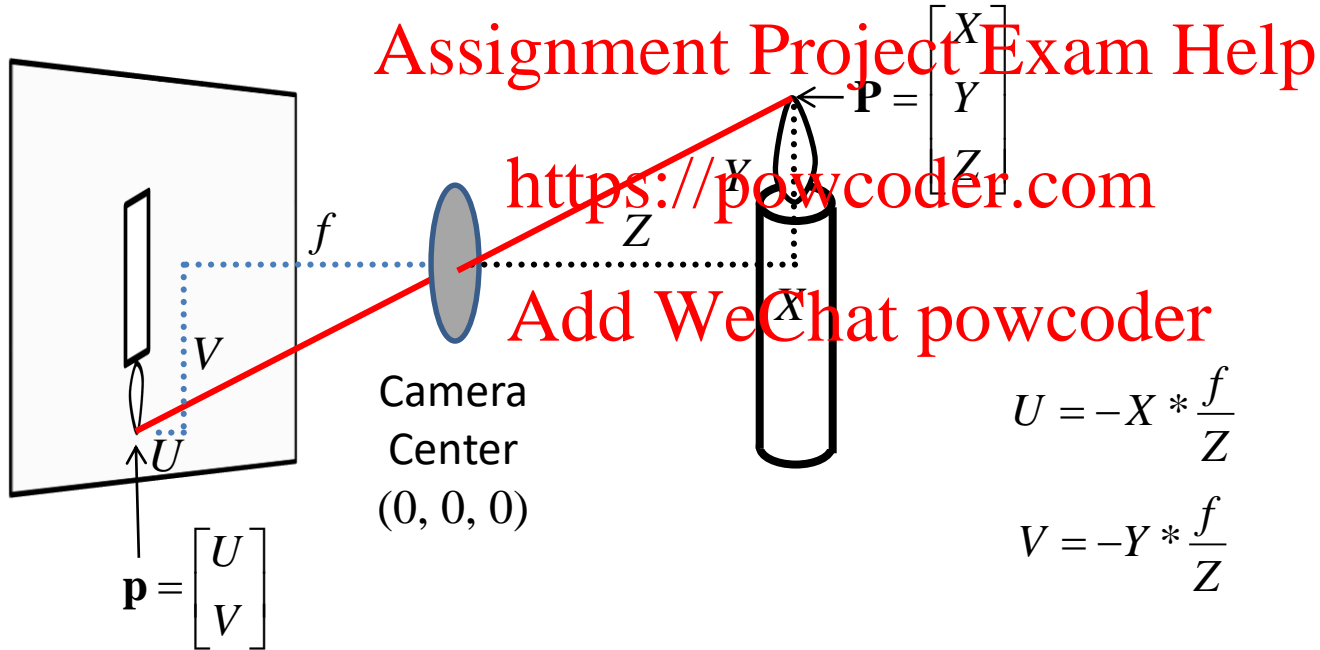 Assignment Project Exam Help
P = [X Y Z]
https://powcoder.com
Y
f
Z
Add WeChat powcoder
X
V
Camera
Center
(0, 0, 0)
U = −X * f/Z
U
V = −Y * f/Z
p = [U V]